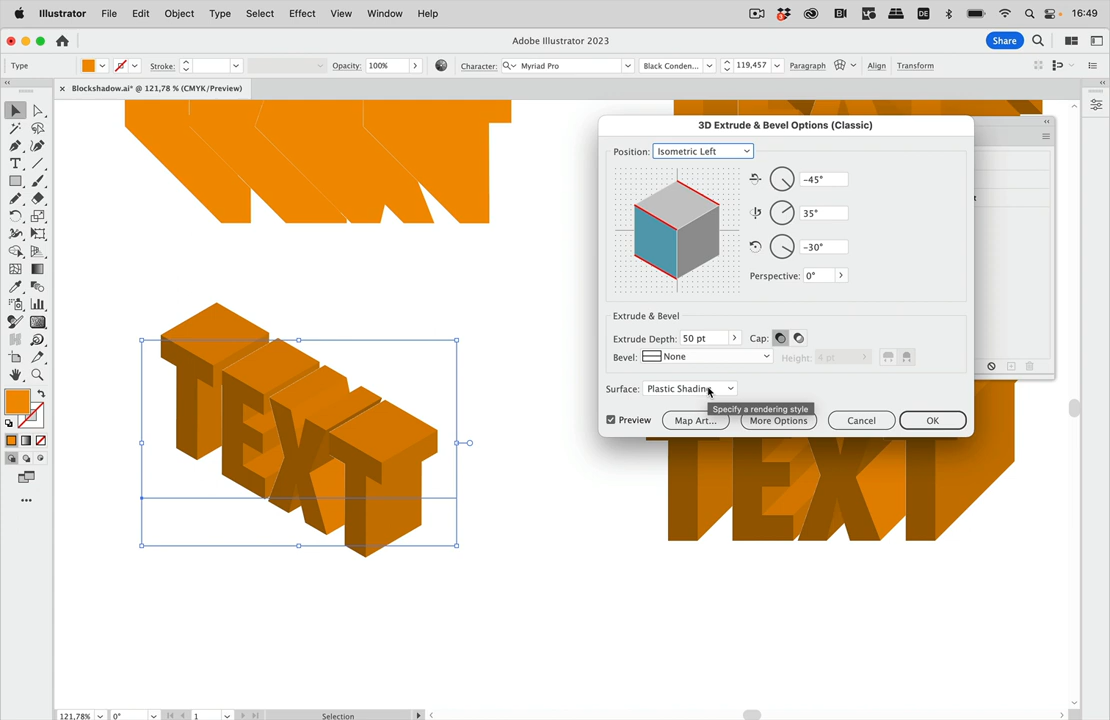 Illustrator File Edit Object Type Select Effect View Window Help DE 16:49
Adobe Illustrator 2023 Share
Type Stroke: Opacity: 100% Character: Myriad Pro Black Conden... 119,457 Paragraph Align Transform
Blockshadow.ai* @ 121,78 % (CMYK/Preview)
3D Extrude & Bevel Options (Classic)
Position: Isometric Left
-45°
35°
-30°
Perspective: 0°
Extrude & Bevel
Extrude Depth: 50 pt Cap:
Bevel: None Height: 4 pt
Surface: Plastic Shading
Specify a rendering style
Preview Map Art... More Options Cancel OK
TEXT
TEXT
121,78% 0° 1 Selection